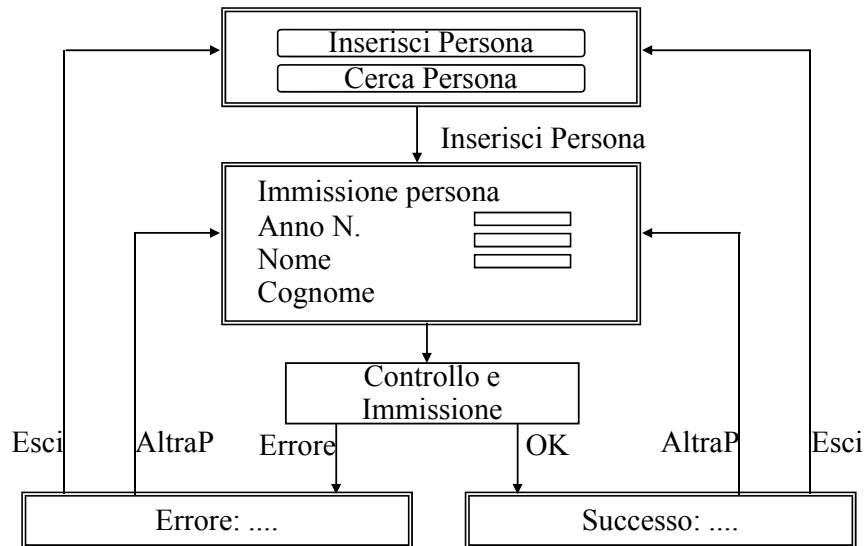 Inserisci Persona
Cerca Persona
Inserisci Persona
Immissione persona
Anno N.
Nome
Cognome
Controllo e
Immissione
Esci
AltraP
Errore
OK
AltraP
Esci
Errore: ....
Successo: ....